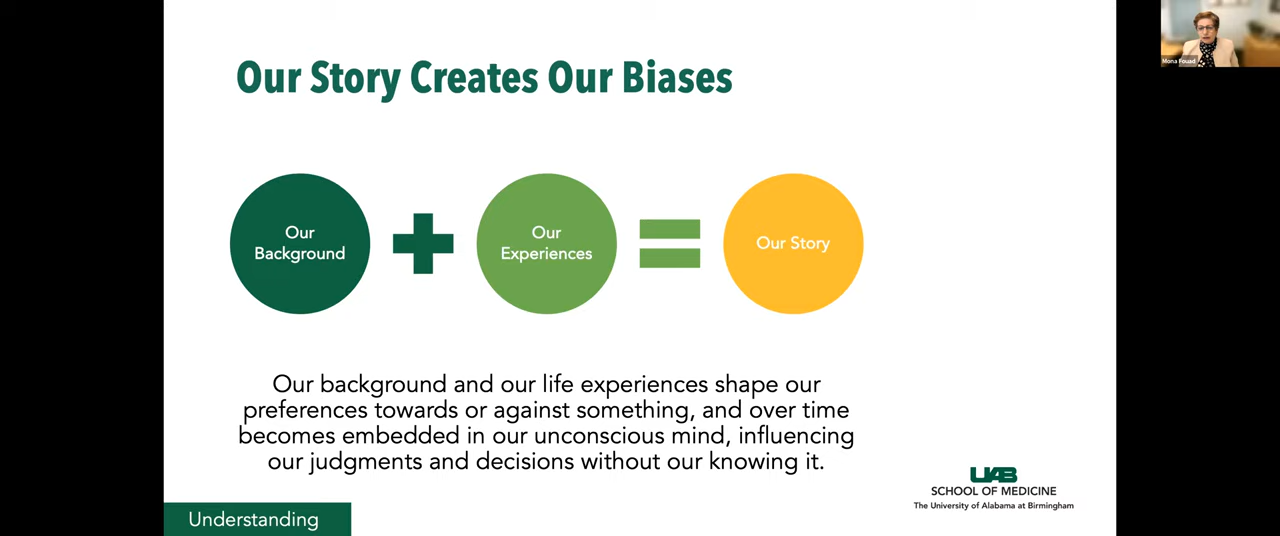 Our Story Creates Our Biases
Mona Fouad
Our
Background
Our
Experiences
Our Story
Our background and our life experiences shape our
preferences towards or against something, and over time
becomes embedded in our unconscious mind, influencing
our judgments and decisions without our knowing it.
UAB
SCHOOL OF MEDICINE
The University of Alabama at Birmingham
Understanding